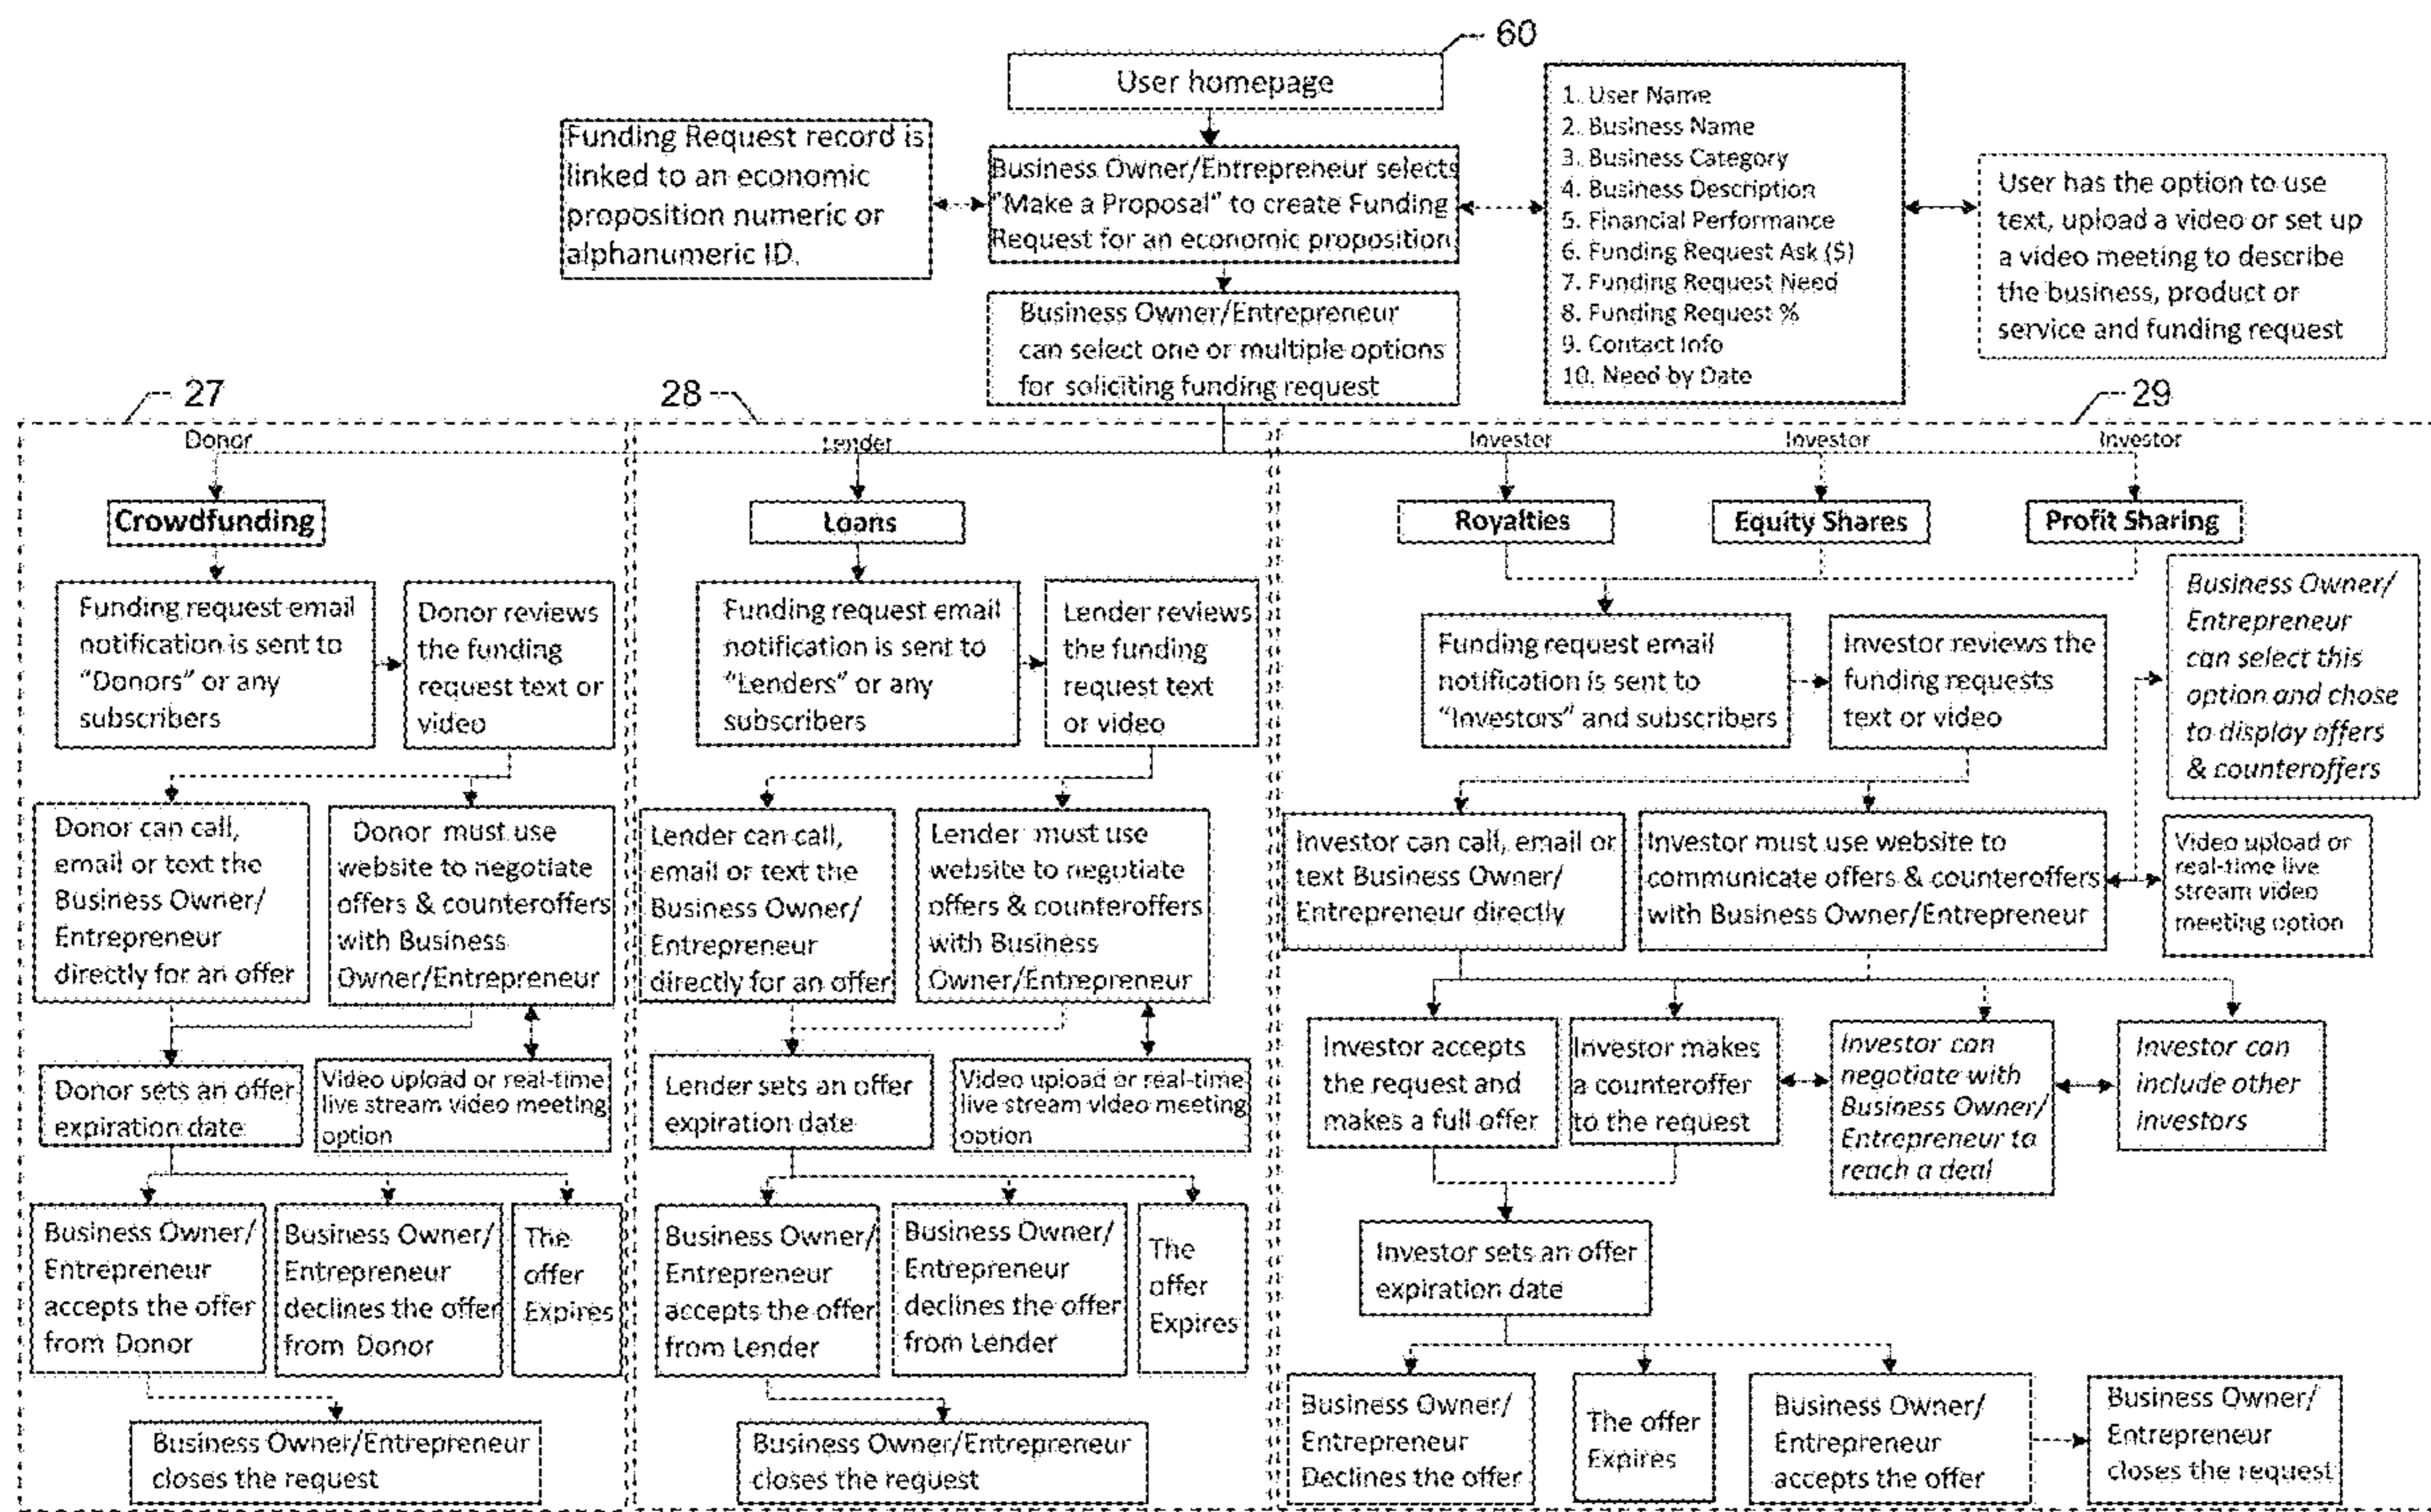 60
User homepage
Funding Request record is
linked to an economic
proposition numeric or
alphanumeric ID.
Business Owner/Entrepreneur selects
"Make a Proposal" to create Funding
Request for an economic proposition.
1. User Name
2. Business Name
3. Business Category
4. Business Description
5. Financial Performance
6. Funding Request Ask ($)
7. Funding Request Need
8. Funding Request %
9. Contact Info
10. Need by Date
User has the option to use
text, upload a video or set up
a video meeting to describe
the business, product or
service and funding request
Business Owner/Entrepreneur
can select one or multiple options
for soliciting funding request
27
28
29
Donor
Lender
Investor
Investor
Investor
Crowdfunding
Loans
Royalties
Equity Shares
Profit Sharing
Funding request email
notification is sent to
"Donors" or any
subscribers
Donor reviews
the funding
request text or
video
Funding request email
notification is sent to
"Lenders" or any
subscribers
Lender reviews
the funding
request text
or video
Funding request email
notification is sent to
"Investors" and subscribers
Investor reviews the
funding requests
text or video
Business Owner/
Entrepreneur
can select this
option and chose
to display offers
& counteroffers
Donor can call,
email or text the
Business Owner/
Entrepreneur
directly for an offer
Donor must use
website to negotiate
offers & counteroffers
with Business
Owner/Entrepreneur
Lender can call,
email or text the
Business Owner/
Entrepreneur
directly for an offer
Lender must use
website to negotiate
offers & counteroffers
with Business
Owner/Entrepreneur
Investor can call, email or
text Business Owner/
Entrepreneur directly
Investor must use website to
communicate offers & counteroffers
with Business Owner/Entrepreneur
Video upload or
real-time live
stream video
meeting option
Donor sets an offer
expiration date
Video upload or real-time
live stream video meeting
option
Lender sets an offer
expiration date
Video upload or real-time
live stream video meeting
option
Investor accepts
the request and
makes a full offer
Investor makes
a counteroffer
to the request
Investor can
negotiate with
Business Owner/
Entrepreneur to
reach a deal
Investor can
include other
investors
Business Owner/
Entrepreneur
accepts the offer
from Donor
Business Owner/
Entrepreneur
declines the offer
from Donor
The
offer
Expires
Business Owner/
Entrepreneur
accepts the offer
from Lender
Business Owner/
Entrepreneur
declines the offer
from Lender
The
offer
Expires
Investor sets an offer
expiration date
Business Owner/Entrepreneur
closes the request
Business Owner/Entrepreneur
closes the request
Business Owner/
Entrepreneur
Declines the offer
The offer
Expires
Business Owner/
Entrepreneur
accepts the offer
Business Owner/
Entrepreneur
closes the request